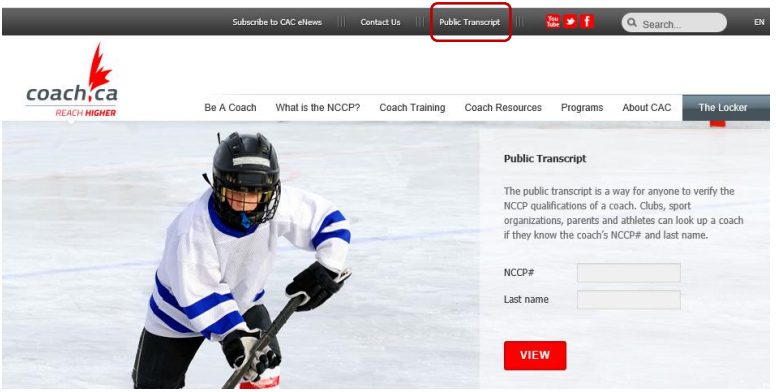 Subscribe to CAC eNews
Contact Us
Public Transcript
You
Tube
f
Search...
EN
coach.ca
REACH HIGHER
Be A Coach
What is the NCCP?
Coach Training
Coach Resources
Programs
About CAC
The Locker
Public Transcript
The public transcript is a way for anyone to verify the
NCCP qualifications of a coach. Clubs, sport
organizations, parents and athletes can look up a coach
if they know the coach's NCCP# and last name.
NCCP#
Last name
VIEW